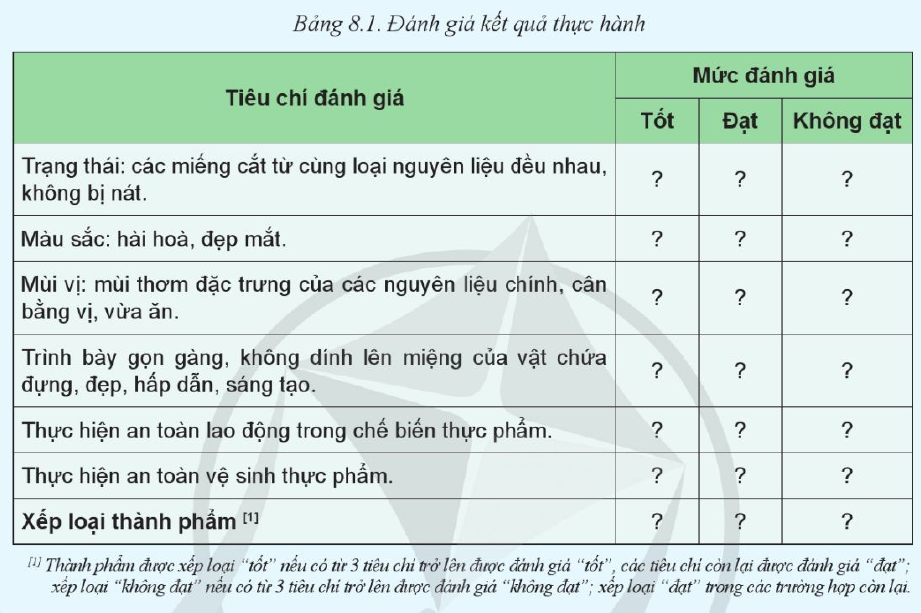 Bảng 8.1. Đánh giá kết quả thực hành
Tiêu chí đánh giá
Mức đánh giá
Tốt
Đạt
Không đạt
Trạng thái: các miếng cắt từ cùng loại nguyên liệu đều nhau,
không bị nát.
? ? ?
Màu sắc: hài hoà, đẹp mắt.
? ? ?
Mùi vị: mùi thơm đặc trưng của các nguyên liệu chính, cân
bằng vị, vừa ăn.
? ? ?
Trình bày gọn gàng, không dính lên miệng của vật chứa
đựng, đẹp, hấp dẫn, sáng tạo.
? ? ?
Thực hiện an toàn lao động trong chế biến thực phẩm.
? ? ?
Thực hiện an toàn vệ sinh thực phẩm.
? ? ?
Xếp loại thành phẩm [1]
? ? ?
[1] Thành phẩm được xếp loại “tốt” nếu có từ 3 tiêu chí trở lên được đánh giá “tốt”, các tiêu chí còn lại được đánh giá “đạt”;
xếp loại “không đạt” nếu có từ 3 tiêu chí trở lên được đánh giá “không đạt”; xếp loại “đạt” trong các trường hợp còn lại.